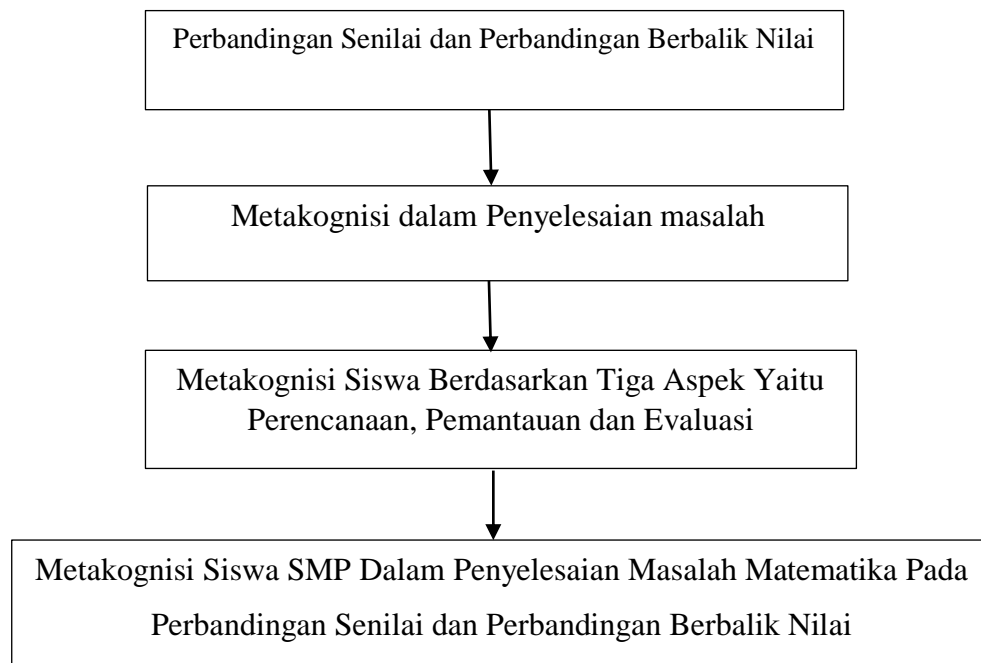 Perbandingan Senilai dan Perbandingan Berbalik Nilai
Metakognisi dalam Penyelesaian masalah
Metakognisi Siswa Berdasarkan Tiga Aspek Yaitu
Perencanaan, Pemantauan dan Evaluasi
Metakognisi Siswa SMP Dalam Penyelesaian Masalah Matematika Pada
Perbandingan Senilai dan Perbandingan Berbalik Nilai